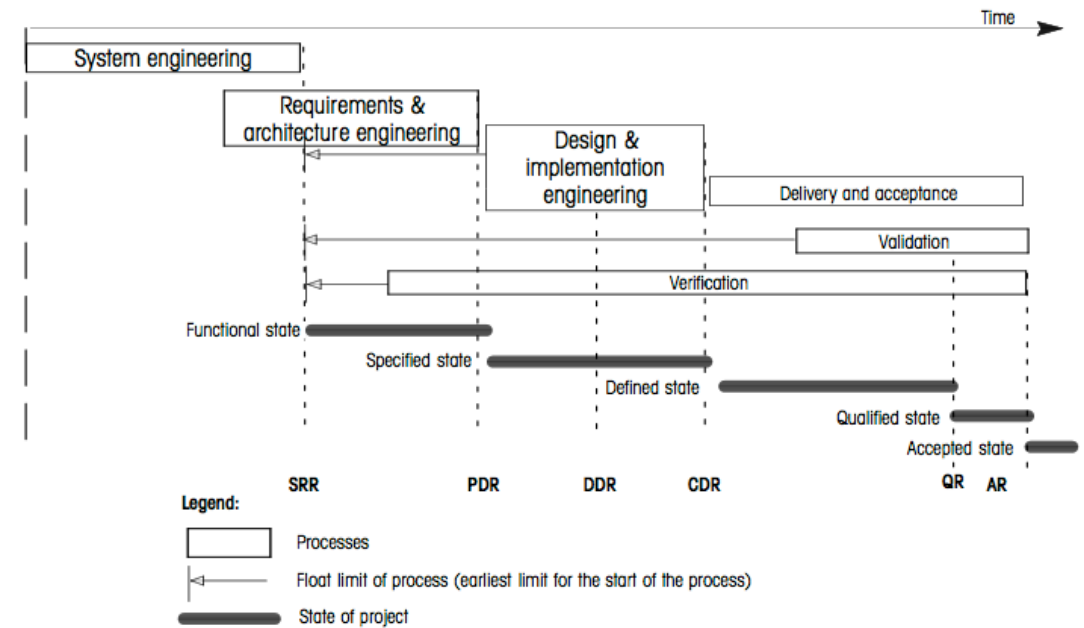 Time
System engineering
Requirements &
architecture engineering
Design &
implementation
engineering
Delivery and acceptance
Validation
Verification
Functional state
Specified state
Defined state
Qualified state
Accepted state
SRR PDR DDR CDR QR AR
Legend:
Processes
Float limit of process (earliest limit for the start of the process)
State of project